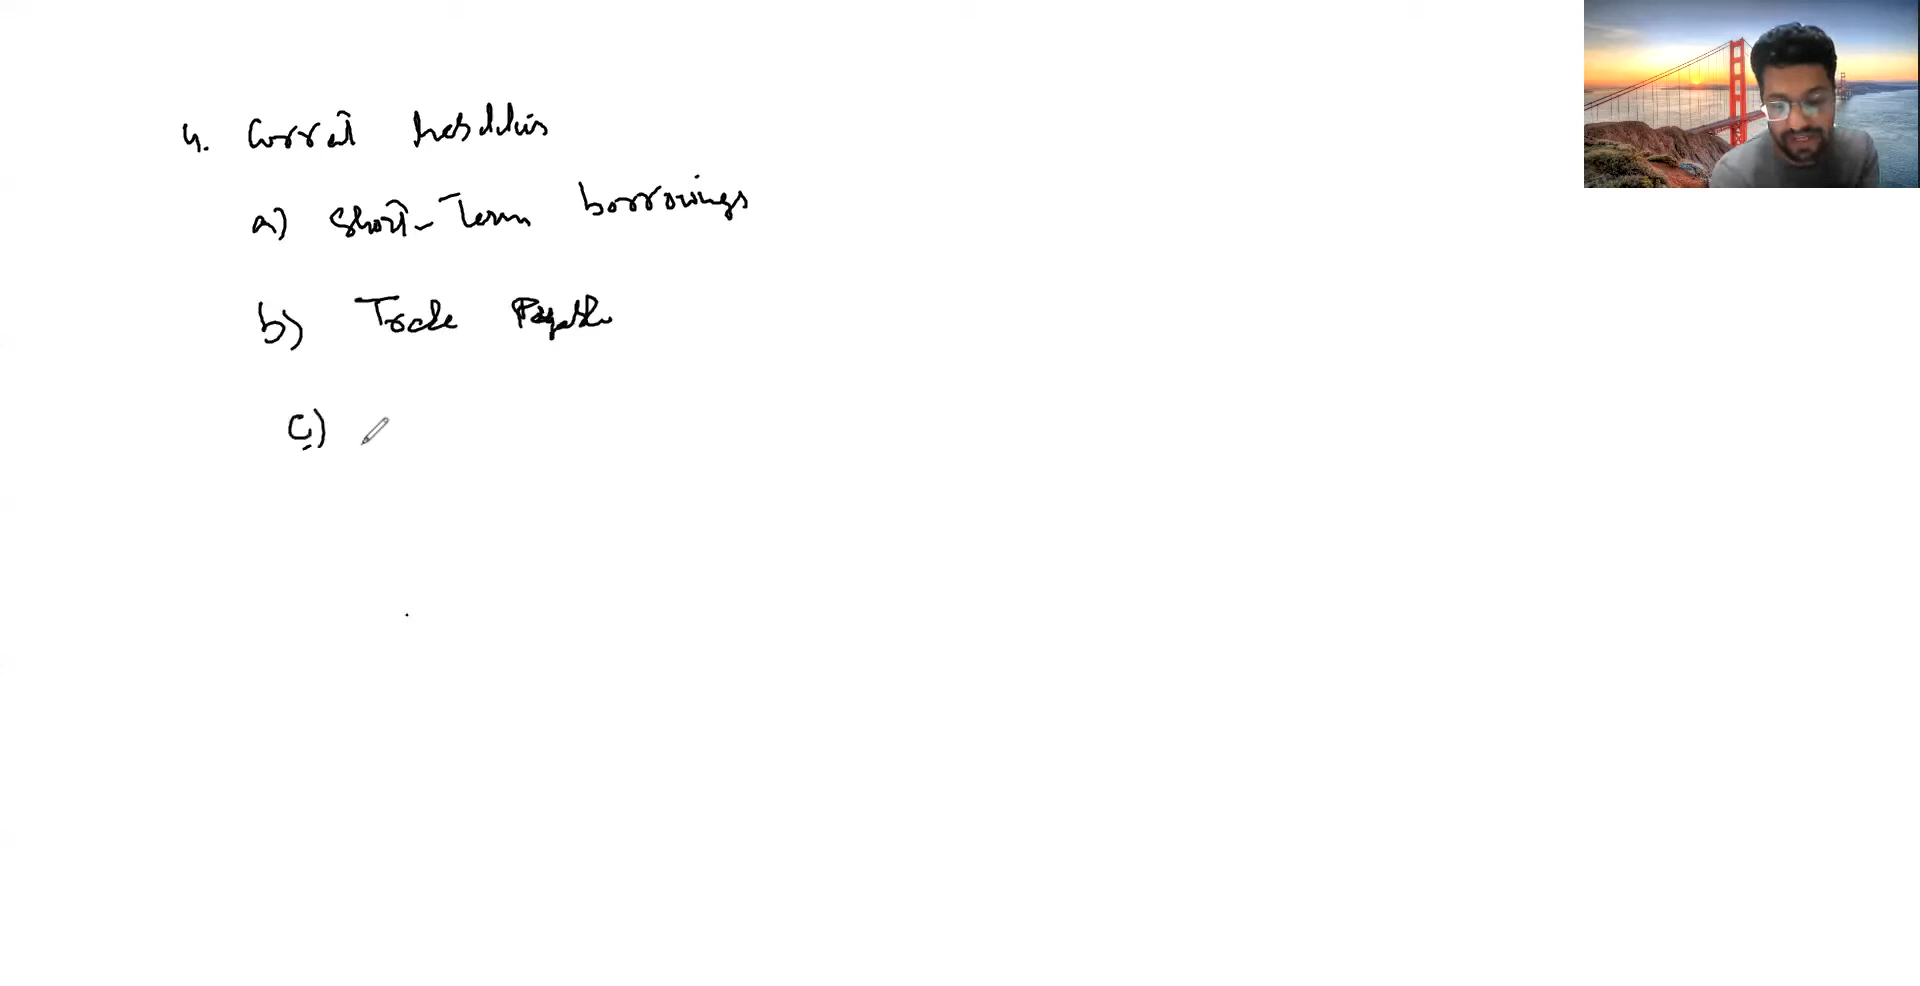 4. Current liabilities
a) Short-Term borrowings
b) Trade Payable
c)